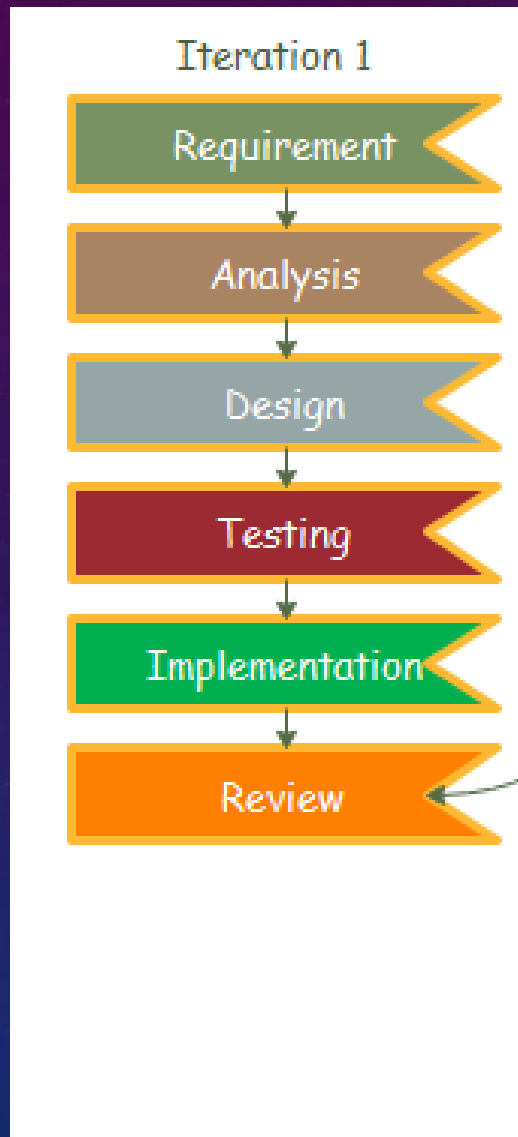 Iteration 1
Requirement
Analysis
Design
Testing
Implementation
Review